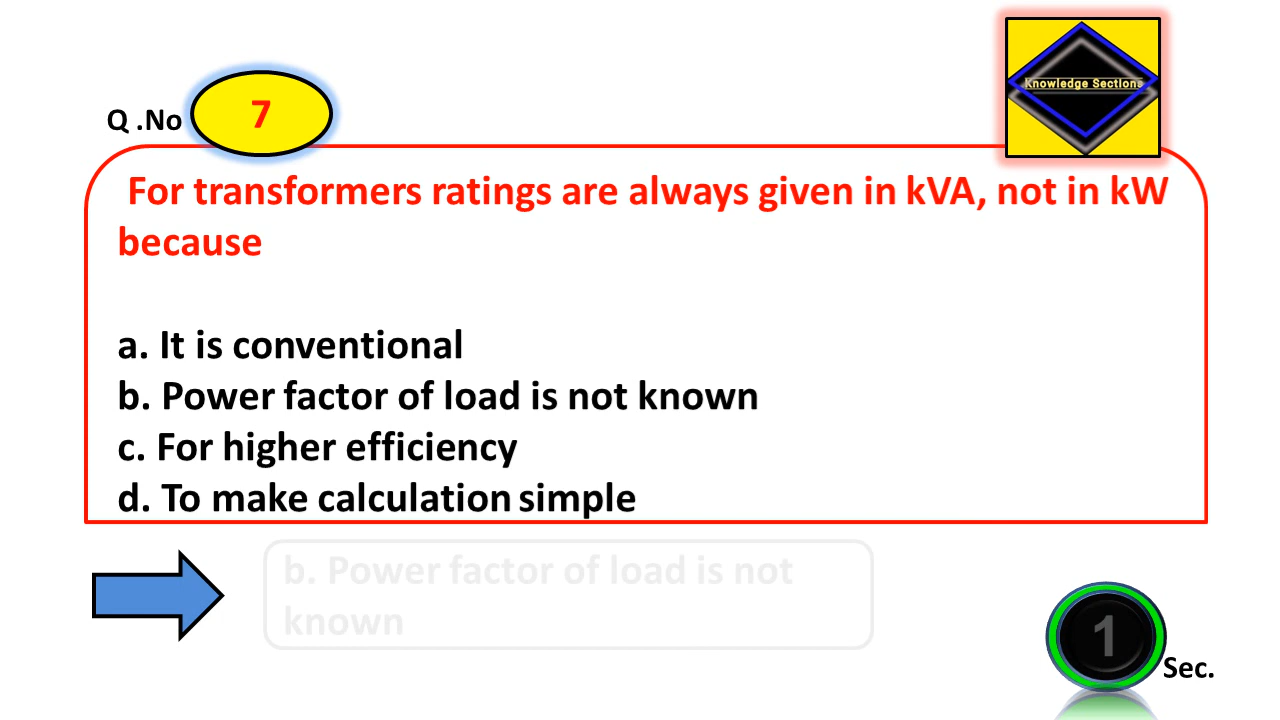 Knowledge Sections
Q .No 7
For transformers ratings are always given in kVA, not in kW
because
a. It is conventional
b. Power factor of load is not known
c. For higher efficiency
d. To make calculation simple
b. Power factor of load is not
known
1
Sec.